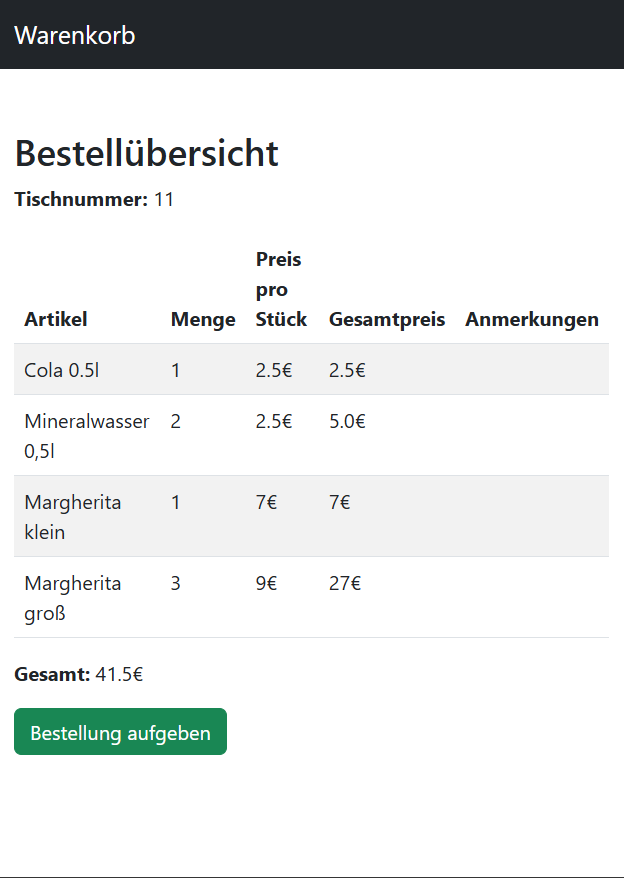 Warenkorb
Bestellübersicht
Tischnummer: 11
Preis
pro
Artikel Menge Stück Gesamtpreis Anmerkungen
Cola 0.5l 1 2.5€ 2.5€
Mineralwasser 2 2.5€ 5.0€
0,5l
Margherita 1 7€ 7€
klein
Margherita 3 9€ 27€
groß
Gesamt: 41.5€
Bestellung aufgeben